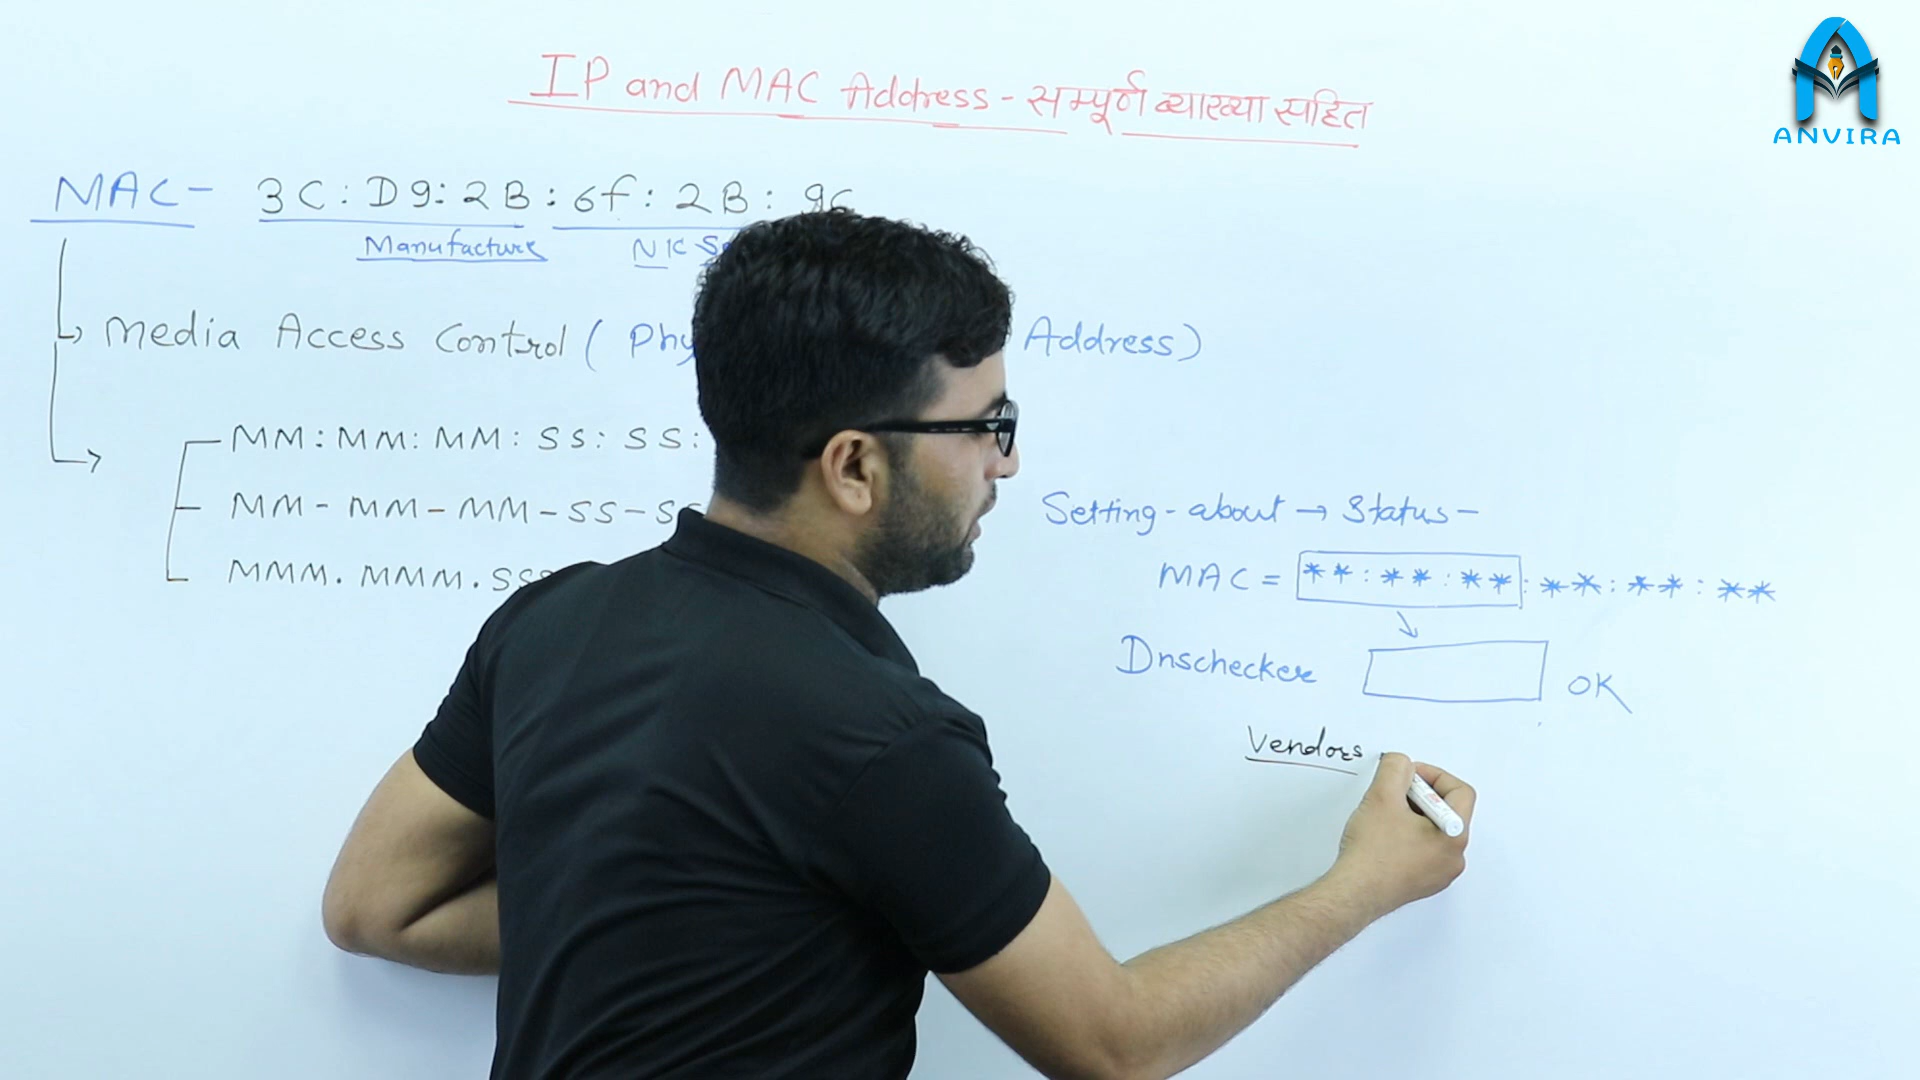 IP and MAC Address - सम्पूर्ण व्याख्या सहित
ANVIRA
MAC - 3C : D9 : 2B : 6f : 2B : 9C
Manufacture NIC
Media Access Control ( Address)
MM : MM : MM : SS : SS :
MM - MM - MM - SS - SS
MMM . MMM . SSS
Setting - about → Status -
MAC = ** : ** : ** : ** : ** : **
Dnschecker OK
Vendors